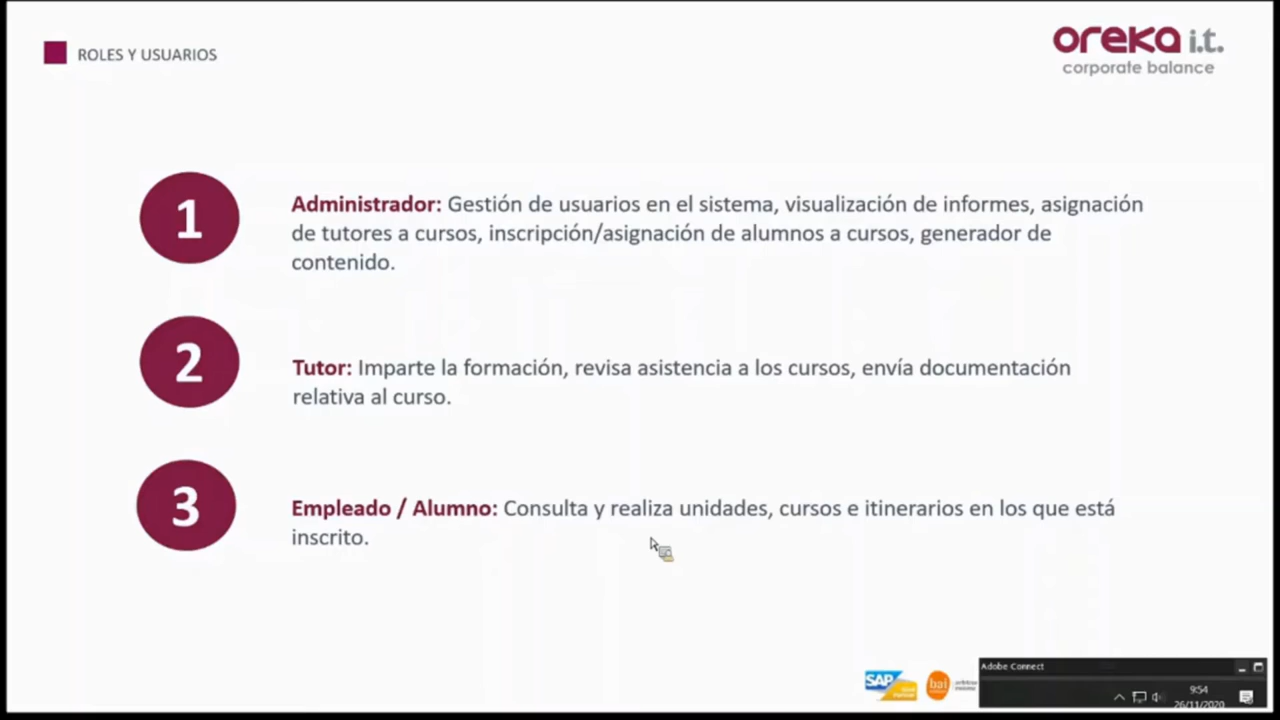 ROLES Y USUARIOS
oreka i.t.
corporate balance
1
Administrador: Gestión de usuarios en el sistema, visualización de informes, asignación
de tutores a cursos, inscripción/asignación de alumnos a cursos, generador de
contenido.
2
Tutor: Imparte la formación, revisa asistencia a los cursos, envía documentación
relativa al curso.
3
Empleado / Alumno: Consulta y realiza unidades, cursos e itinerarios en los que está
inscrito.
SAP
bai
Adobe Connect
9:54
26/11/2020